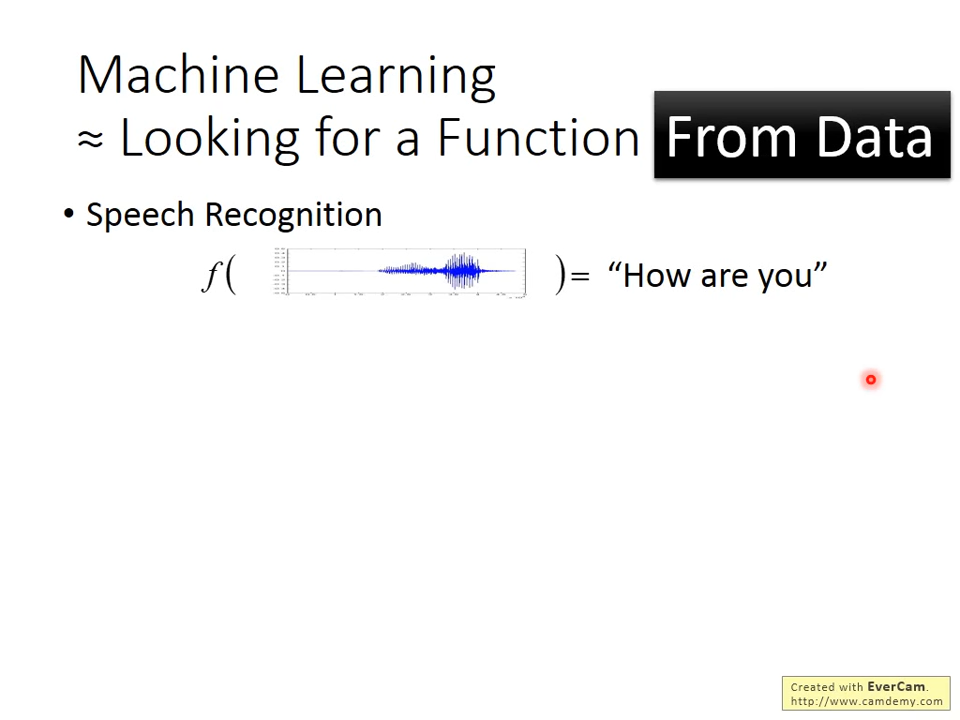 Machine Learning
≈ Looking for a Function From Data
• Speech Recognition
f( )= “How are you”
Created with EverCam.
http://www.camdemy.com